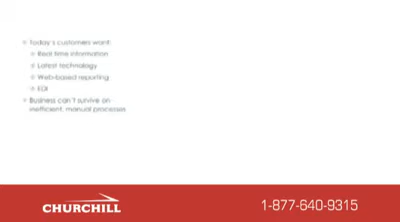 Today's customers want:
Real time information
Latest technology
Web-based reporting
EDI
Business can't survive on
inefficient, manual processes
CHURCHILL
1-877-640-9315